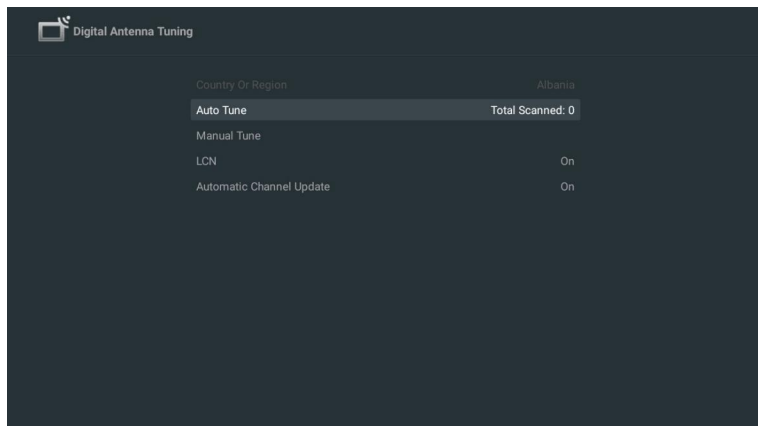 Digital Antenna Tuning
Country Or Region Albania
Auto Tune Total Scanned: 0
Manual Tune
LCN On
Automatic Channel Update On